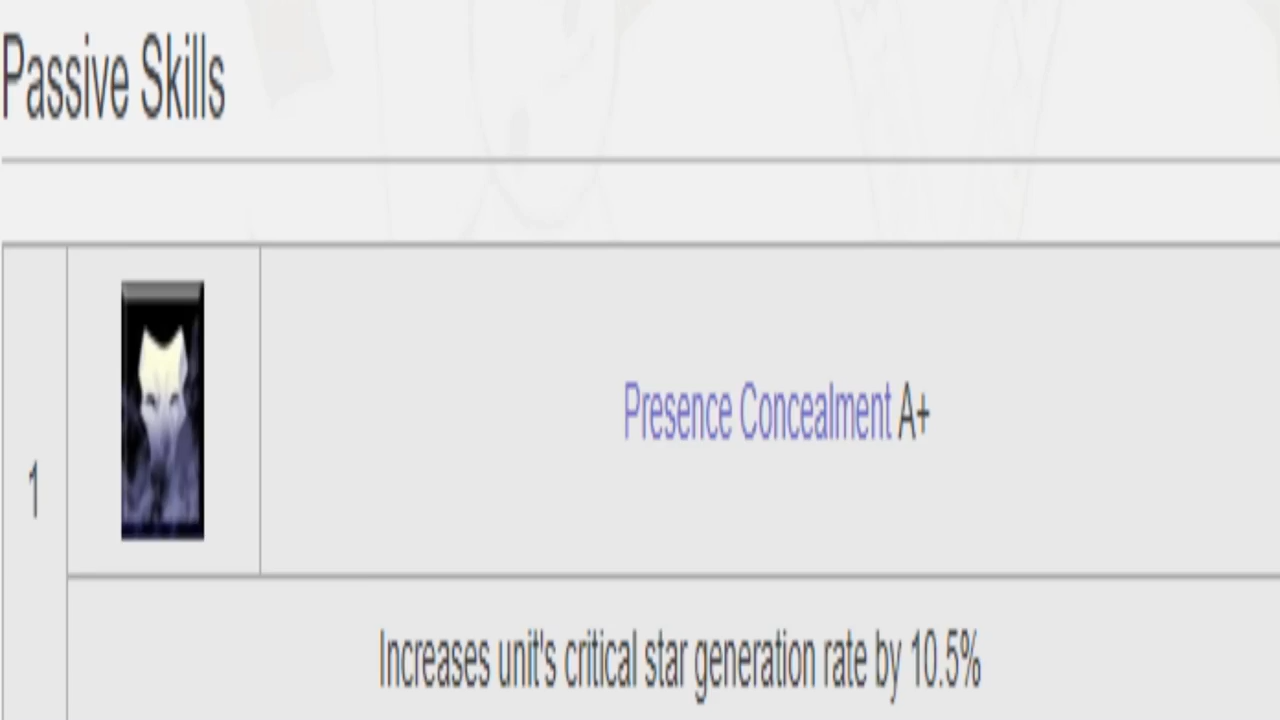 Passive Skills
1
Presence Concealment A+
Increases unit's critical star generation rate by 10.5%